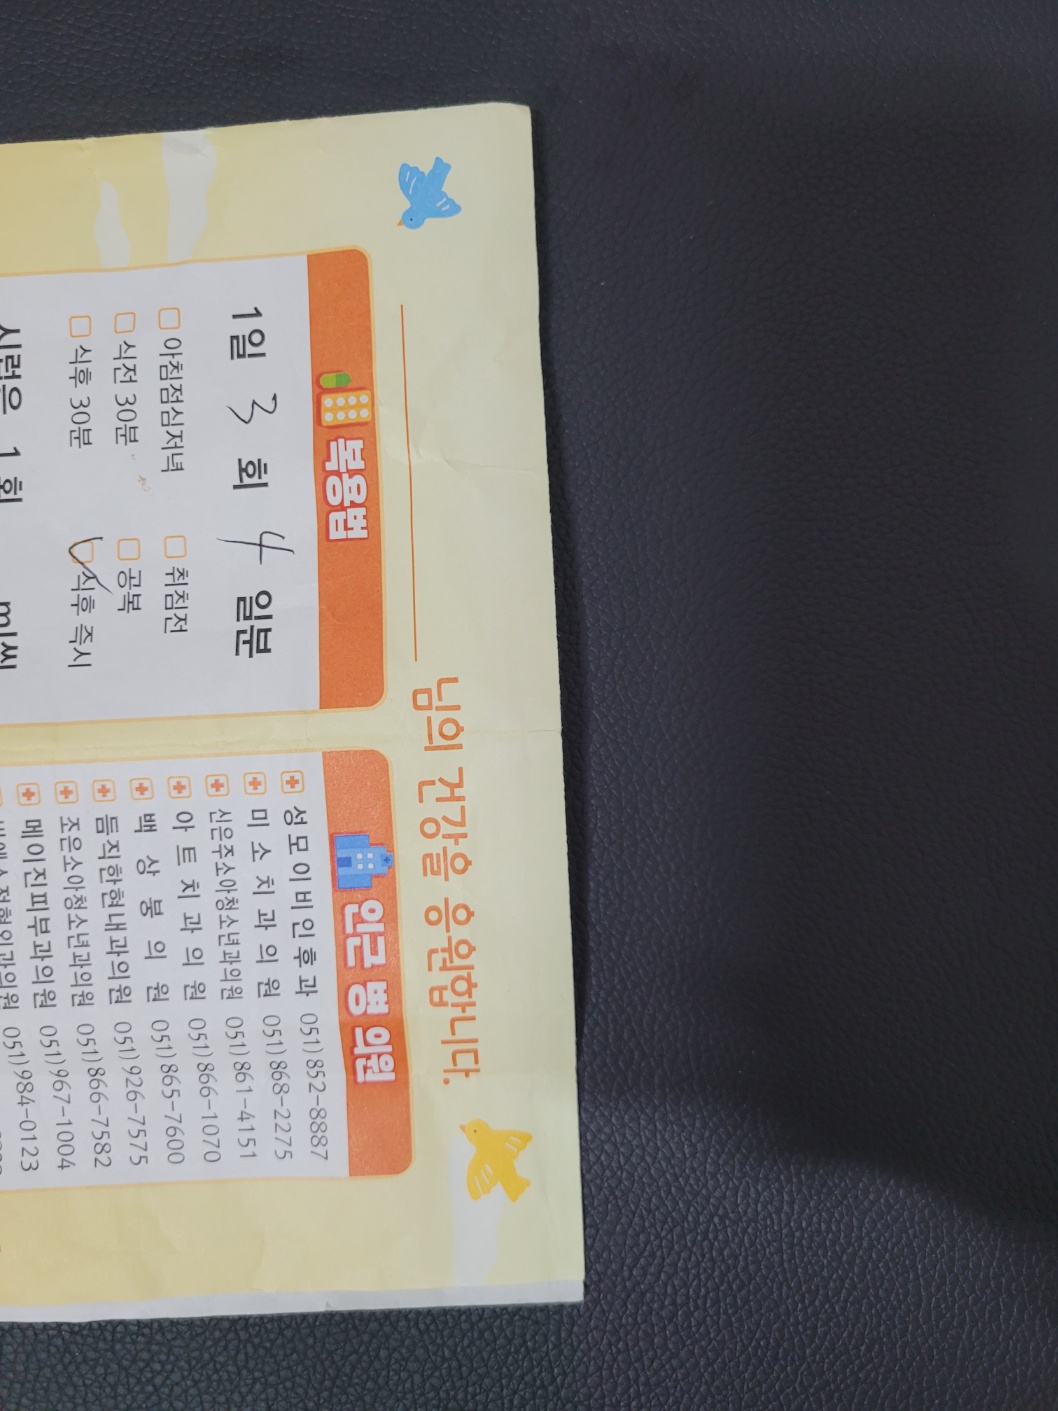 님의 건강을 응원합니다.
복용법
1일 3 회 4 일분
아침점심저녁 취침전
식전 30분 공복
식후 30분 식후 즉시
시럽은 1회 ml씩
인근 병 의원
성모이비인후과 051) 852-8887
미소치과의원 051) 868-2275
신은주소아청소년과의원 051) 861-4151
아트치과의원 051) 866-1070
백상붕의원 051) 865-7600
듬직한현내과의원 051) 926-7575
조은소아청소년과의원 051) 866-7582
메이진피부과의원 051) 967-1004
051) 984-0123